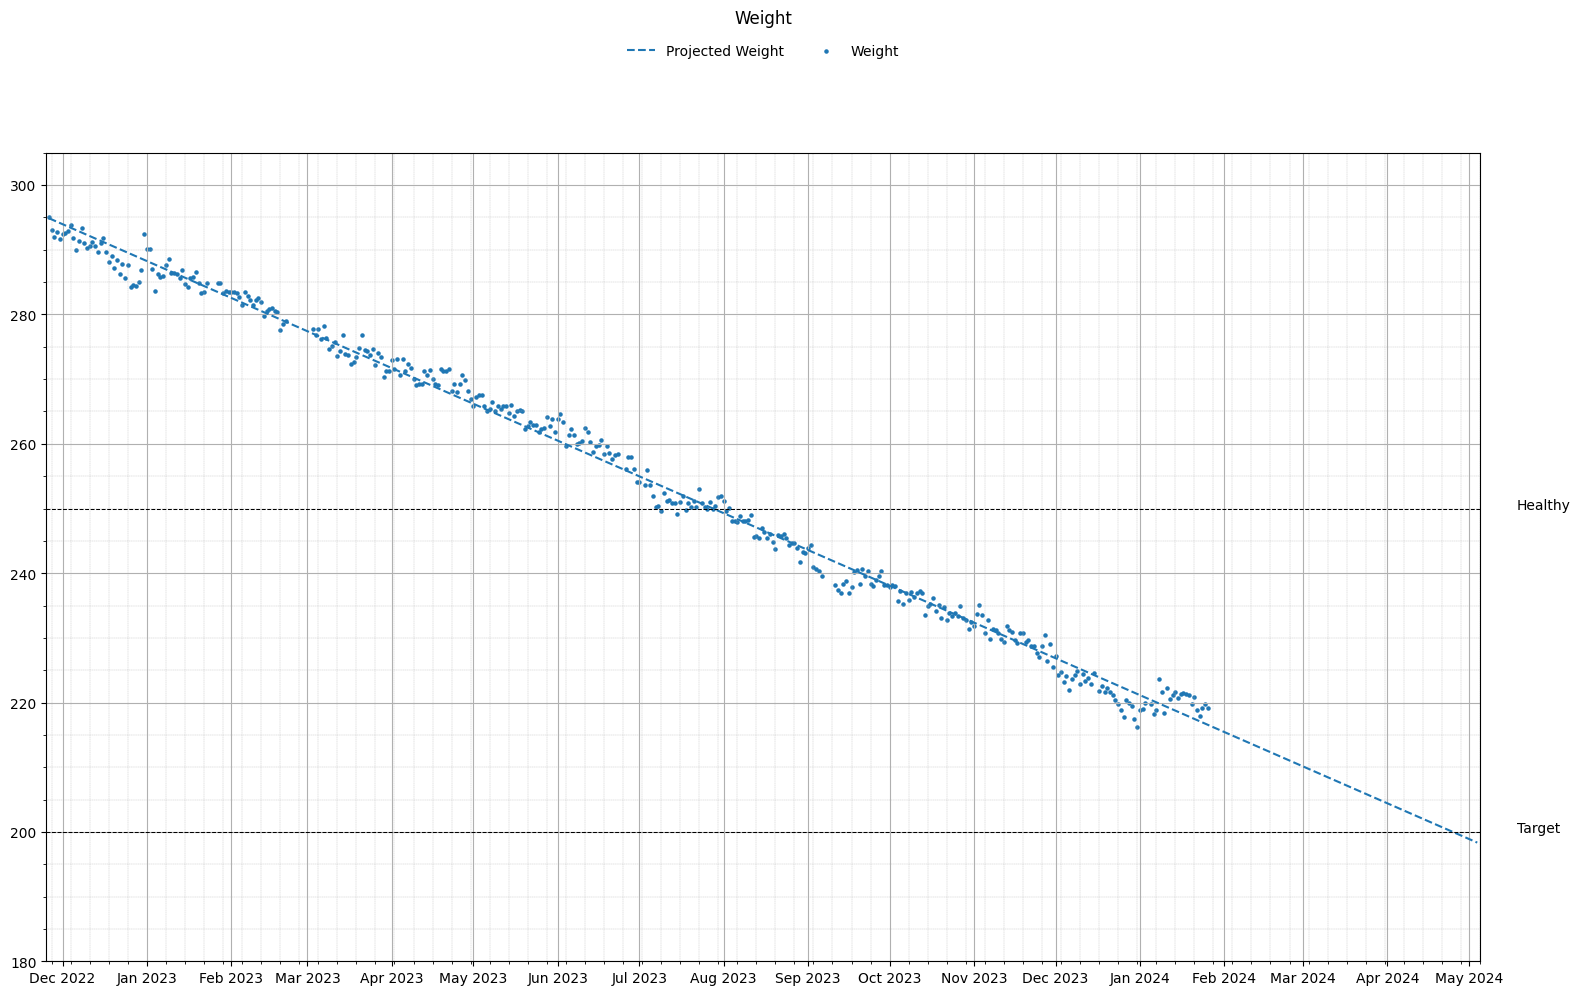 Weight
Projected Weight Weight
300
280
260
Healthy
240
220
200 Target
180
Dec 2022 Jan 2023 Feb 2023 Mar 2023 Apr 2023 May 2023 Jun 2023 Jul 2023 Aug 2023 Sep 2023 Oct 2023 Nov 2023 Dec 2023 Jan 2024 Feb 2024 Mar 2024 Apr 2024 May 2024